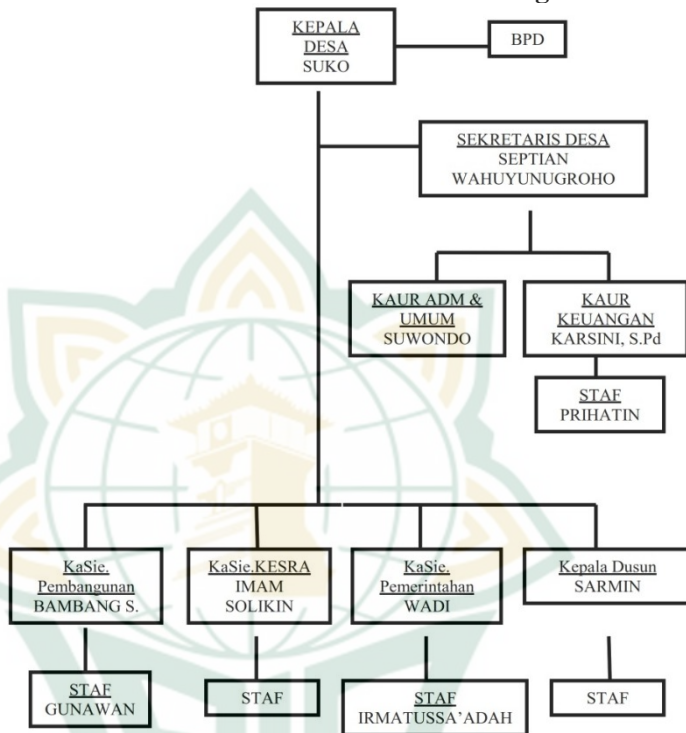 KEPALA
DESA
SUKO
BPD
SEKRETARIS DESA
SEPTIAN
WAHUYUNUGROHO
KAUR ADM &
UMUM
SUWONDO
KAUR
KEUANGAN
KARSINI, S.Pd
STAF
PRIHATIN
KaSie.
Pembangunan
BAMBANG S.
KaSie.KESRA
IMAM
SOLIKIN
KaSie.
Pemerintahan
WADI
Kepala Dusun
SARMIN
STAF
GUNAWAN
STAF
STAF
IRMATUSSA’ADAH
STAF